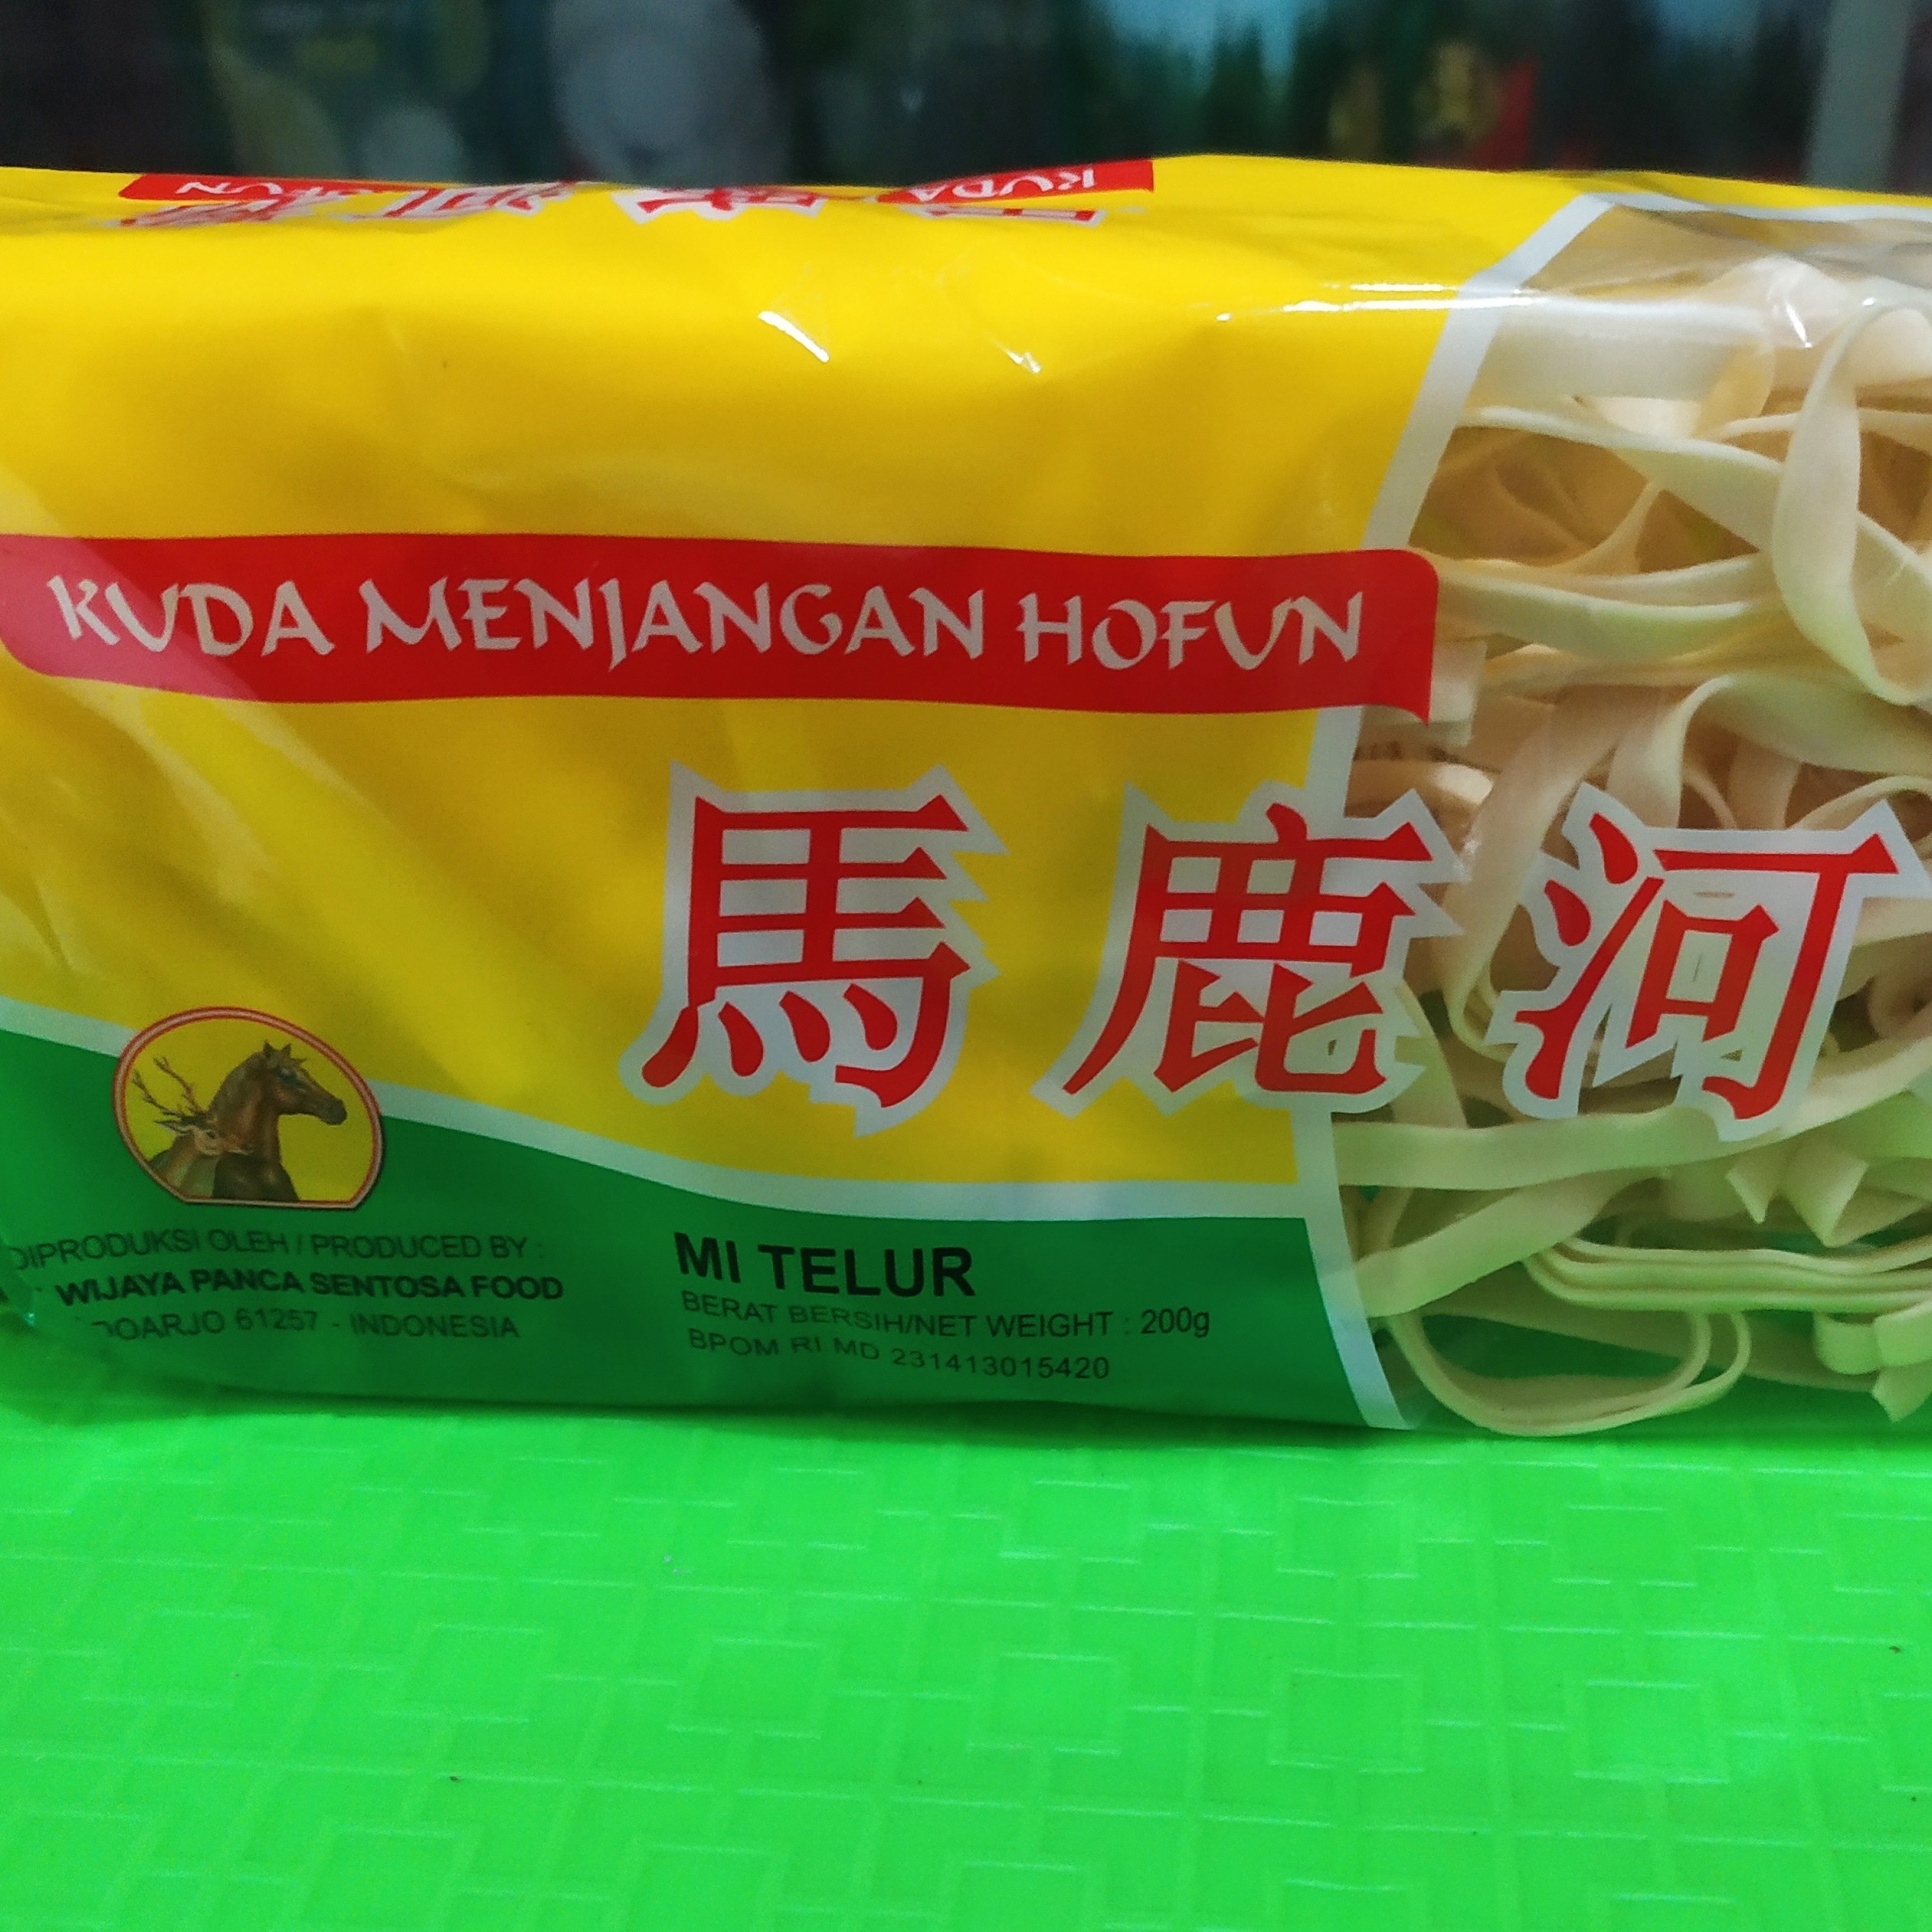 KUDA MENJANGAN HOFUN
馬鹿河
DIPRODUKSI OLEH / PRODUCED BY :
WIJAYA PANCA SENTOSA FOOD
61257 - INDONESIA
MI TELUR
BERAT BERSIH/NET WEIGHT : 200g
BPOM RI MD 231413015420